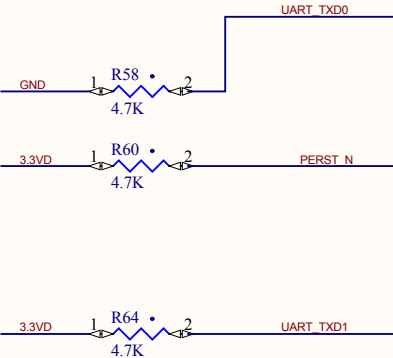 UART_TXD0
R58
GND 1 2
4.7K
R60
3.3VD 1 2 PERST_N
4.7K
R64
3.3VD 1 2 UART_TXD1
4.7K